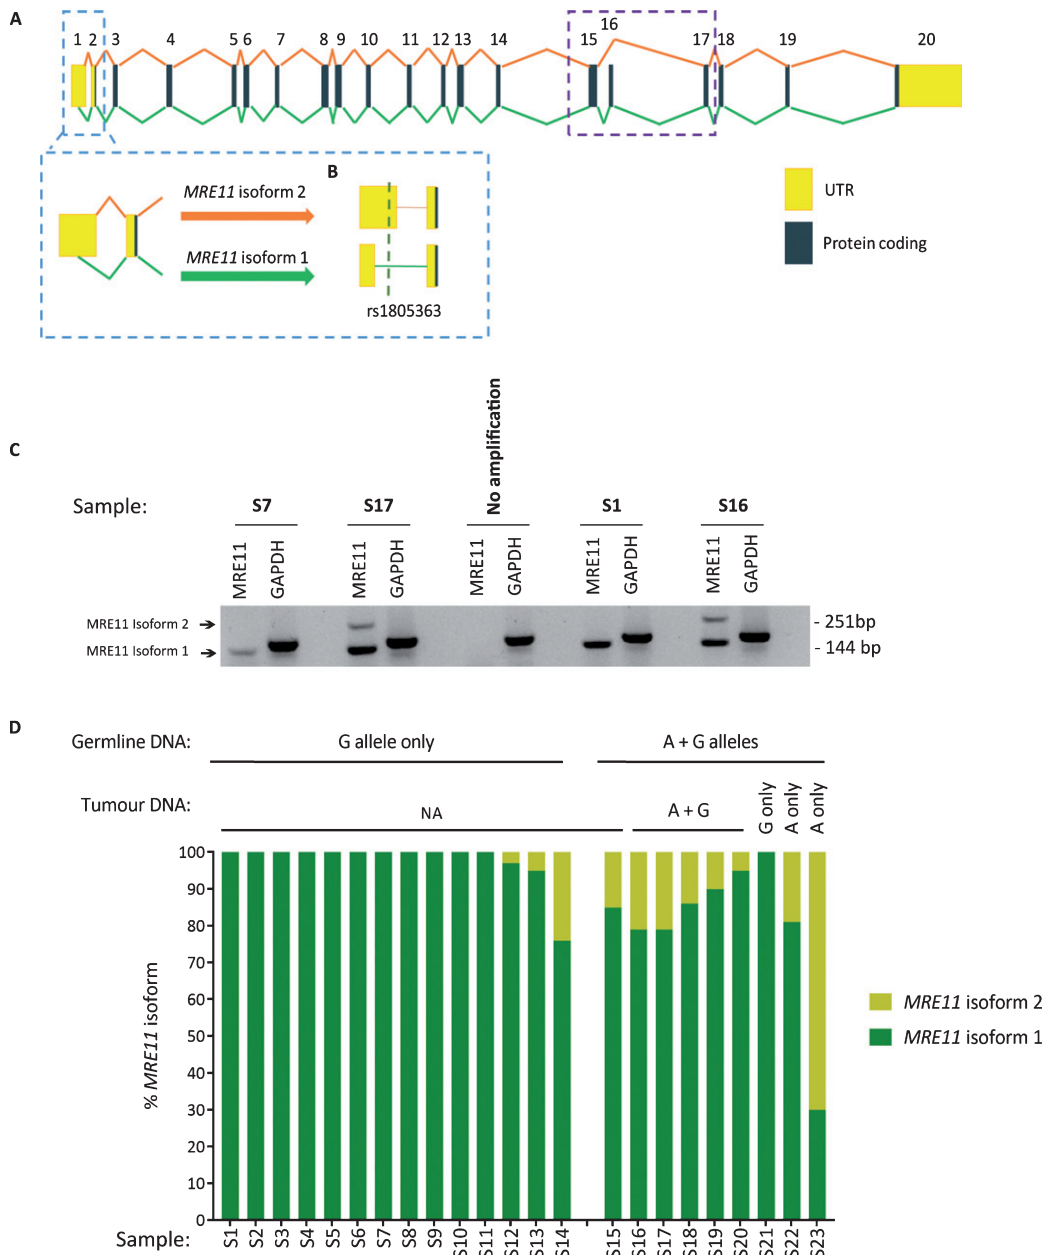 A
1 2 3 4 5 6 7 8 9 10 11 12 13 14 15 16 17 18 19 20
B
MRE11 isoform 2
MRE11 isoform 1
rs1805363
UTR
Protein coding
C
Sample:
S7
S17
No amplification
S1
S16
MRE11
GAPDH
MRE11
GAPDH
MRE11
GAPDH
MRE11
GAPDH
MRE11
GAPDH
MRE11 Isoform 2
MRE11 Isoform 1
- 251bp
- 144 bp
D
Germline DNA:
G allele only
A + G alleles
Tumour DNA:
NA
A + G
G only
A only
A only
% MRE11 isoform
100
90
80
70
60
50
40
30
20
10
0
MRE11 isoform 2
MRE11 isoform 1
Sample:
S1
S2
S3
S4
S5
S6
S7
S8
S9
S10
S11
S12
S13
S14
S15
S16
S17
S18
S19
S20
S21
S22
S23